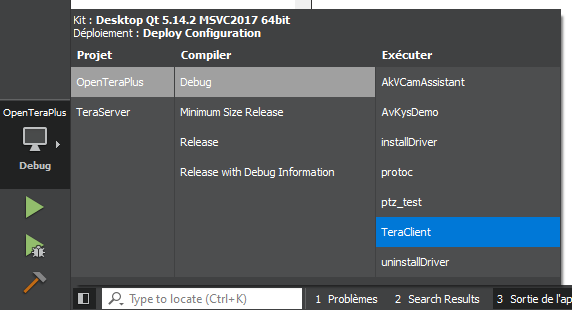 Kit : Desktop Qt 5.14.2 MSVC2017 64bit
Déploiement : Deploy Configuration
Projet Compiler Exécuter
OpenTeraPlus Debug AkVCamAssistant
TeraServer Minimum Size Release AvKysDemo
Release installDriver
Release with Debug Information protoc
ptz_test
TeraClient
uninstallDriver
OpenTeraPlus
Debug
Type to locate (Ctrl+K) 1 Problèmes 2 Search Results 3 Sortie de l'ap